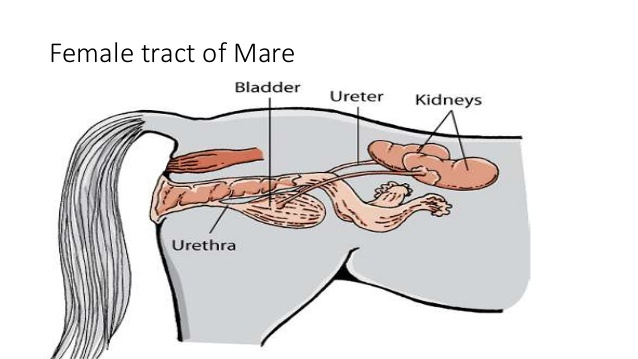 Female tract of Mare
Bladder
Ureter
Kidneys
Urethra